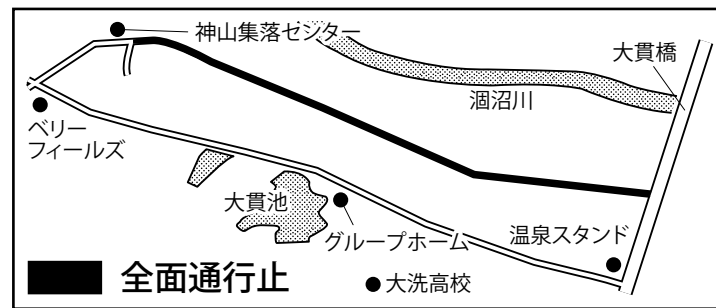 神山集落センター
大貫橋
涸沼川
ベリー
フィールズ
大貫池
グループホーム
温泉スタンド
全面通行止
大洗高校